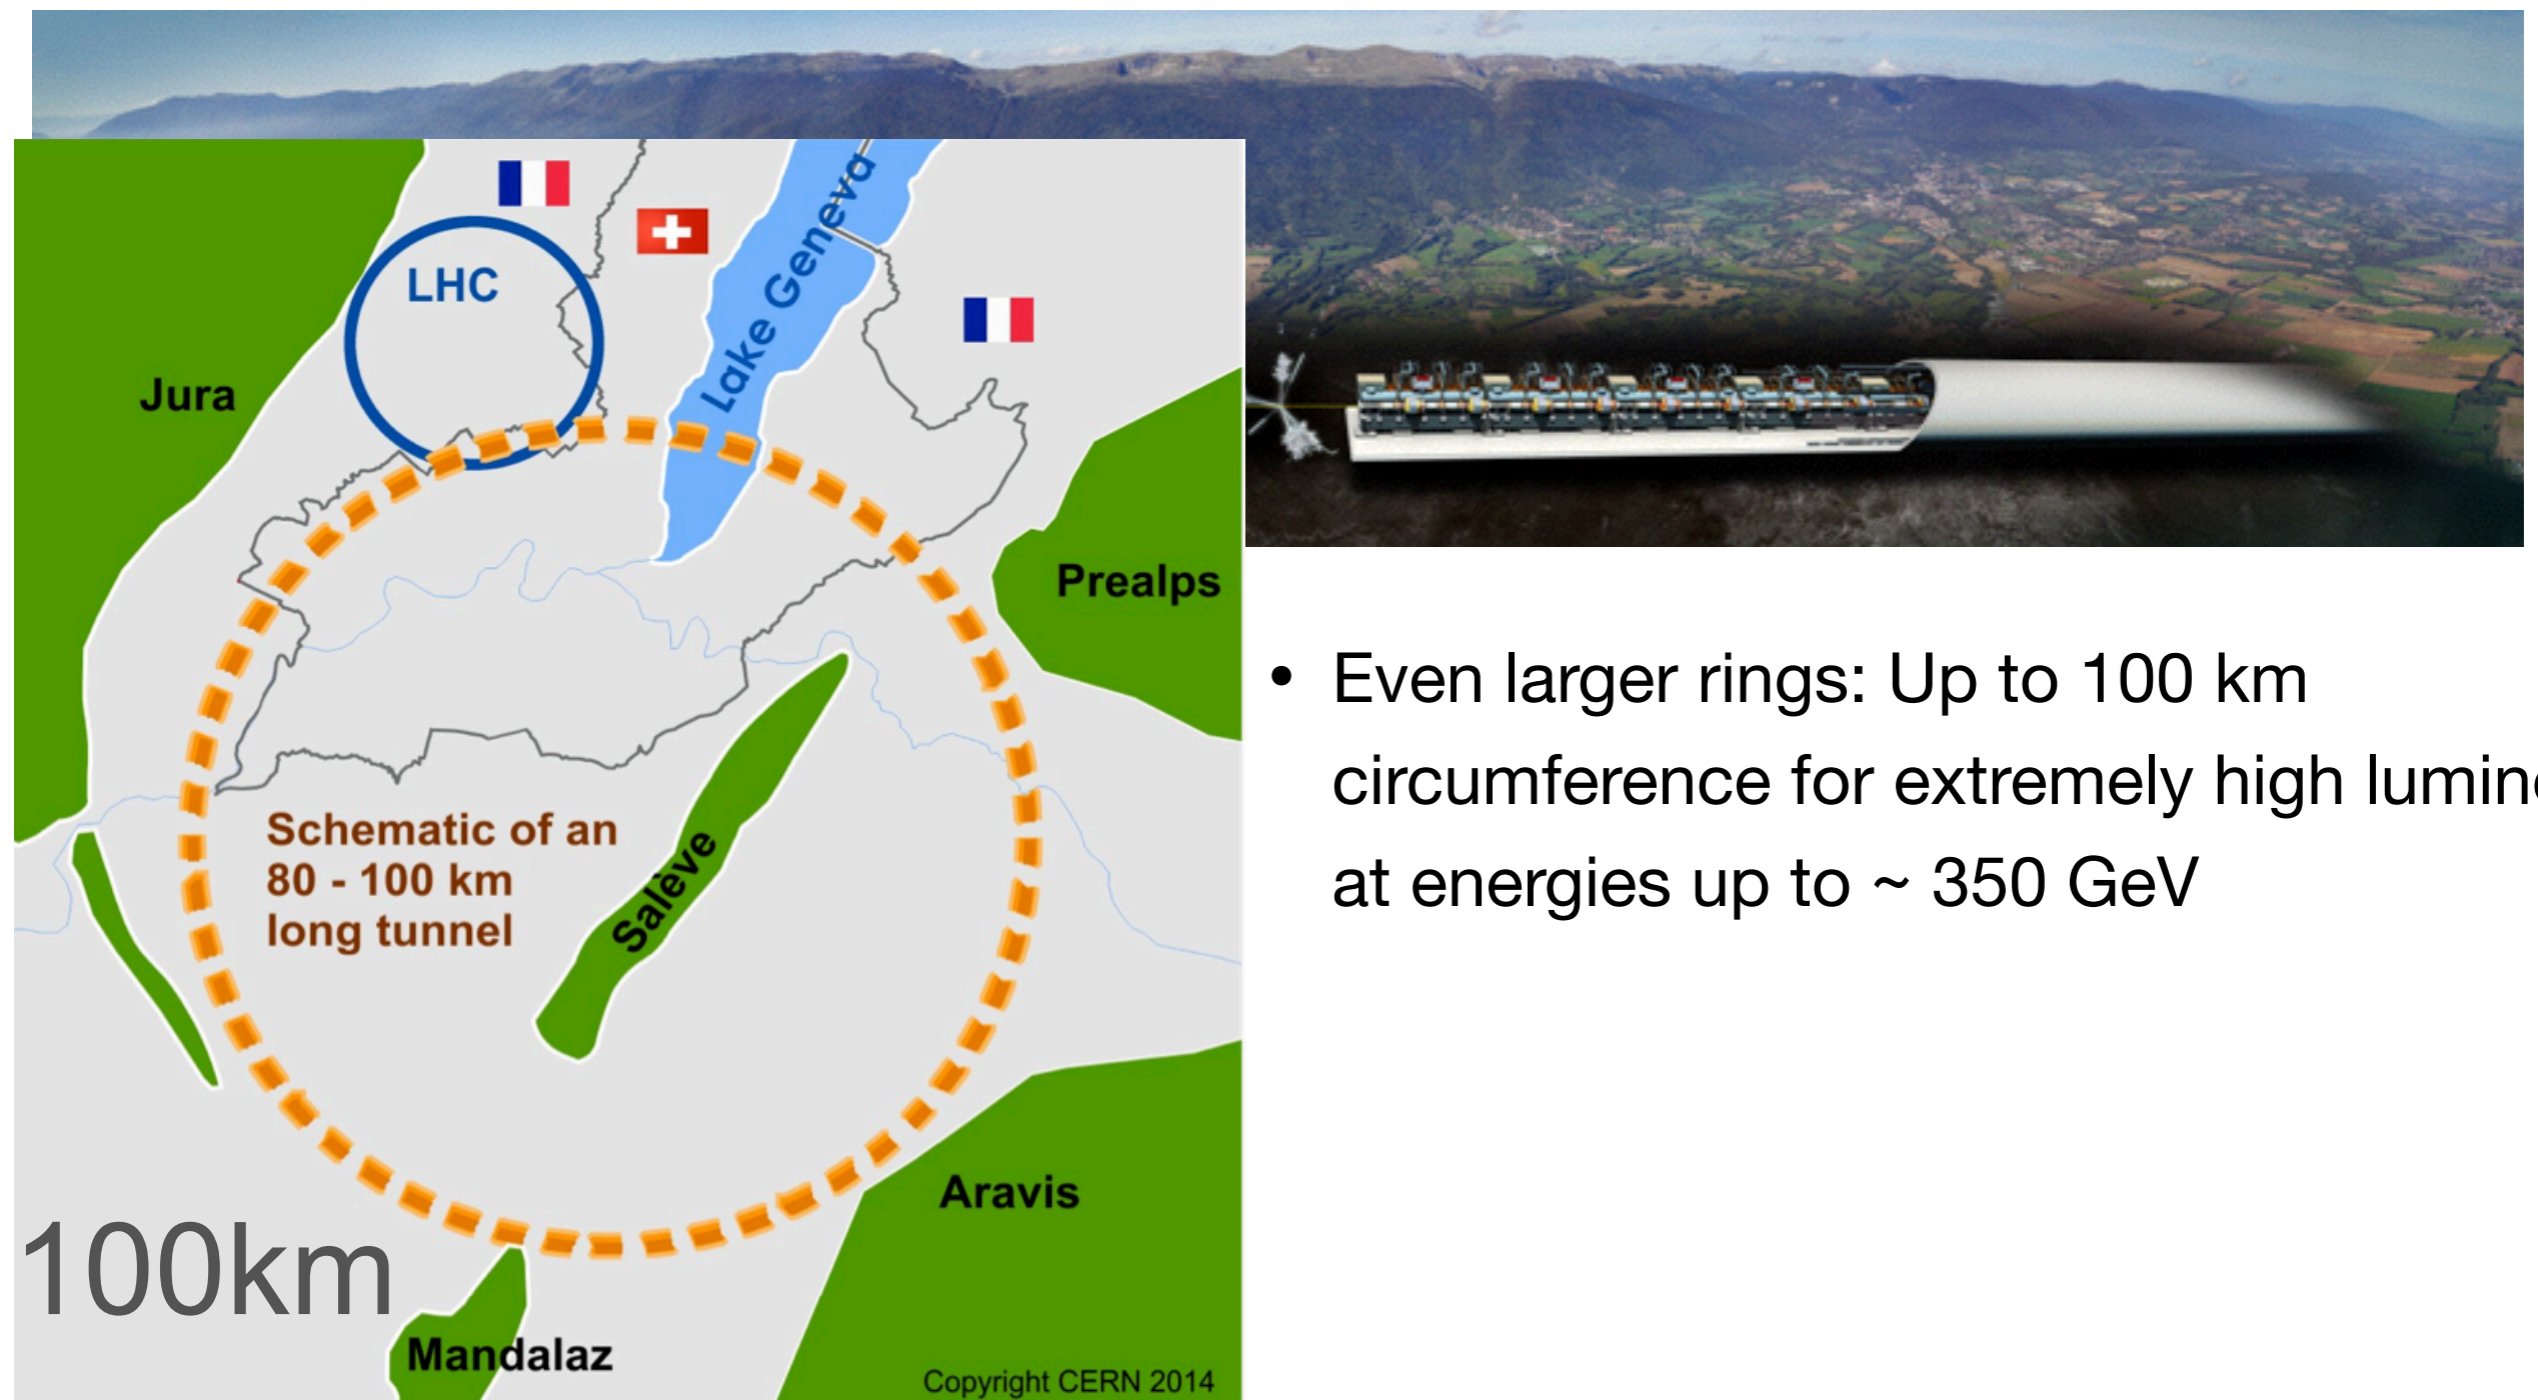 LHC
Lake Geneva
Jura
Prealps
Schematic of an
80 - 100 km
long tunnel
Salève
Aravis
100km
Mandalaz
Copyright CERN 2014
• Even larger rings: Up to 100 km
circumference for extremely high
at energies up to ~ 350 GeV